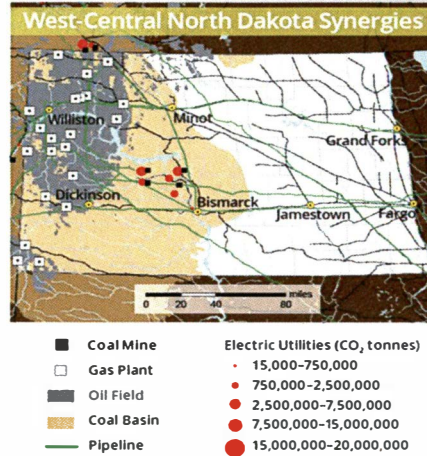 West-Central North Dakota Synergies
Williston
Minot
Grand Forks
Dickinson
Bismarck
Jamestown
Fargo
0 20 40 80 miles
Coal Mine
Gas Plant
Oil Field
Coal Basin
Pipeline
Electric Utilities (CO₂ tonnes)
15,000–750,000
750,000–2,500,000
2,500,000–7,500,000
7,500,000–15,000,000
15,000,000–20,000,000